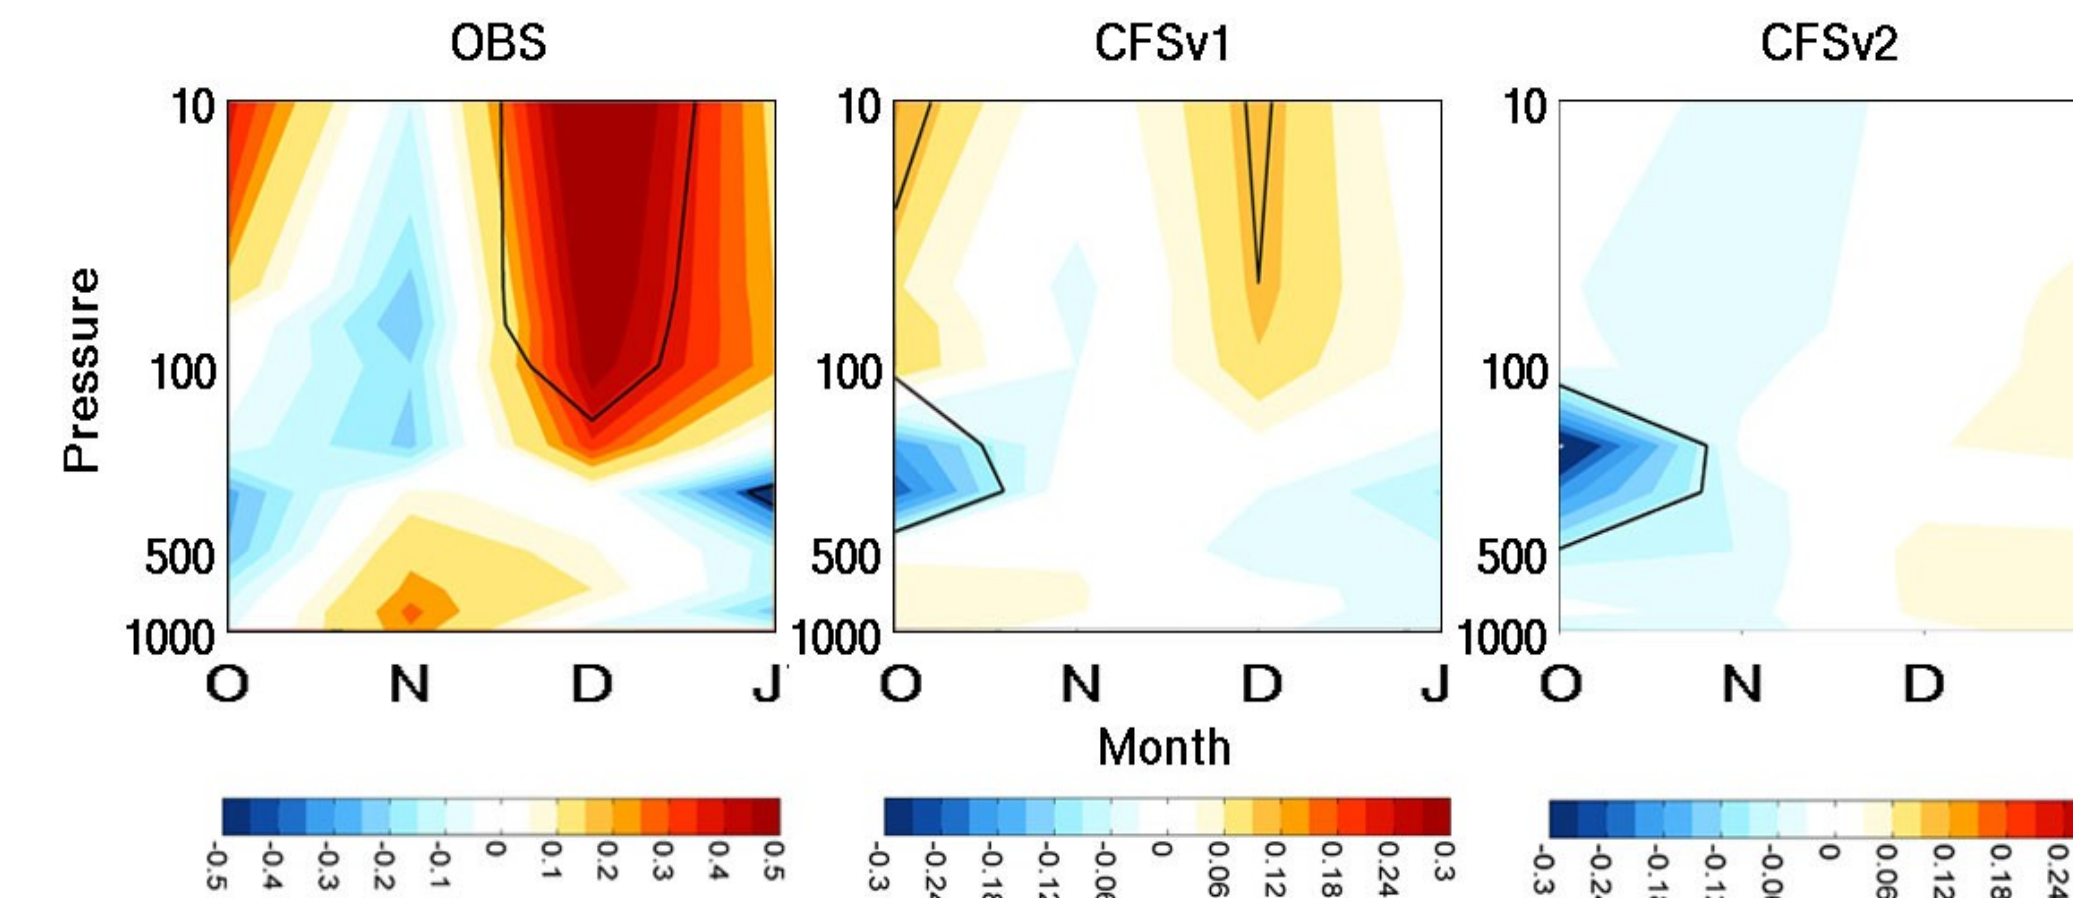 OBS CFSv1 CFSv2
10 10 10
Pressure
100 100 100
500 500 500
1000 1000 1000
O N D J O N D J O N D
Month
-0.5 -0.4 -0.3 -0.2 -0.1 0 0.1 0.2 0.3 0.4 0.5
-0.3 -0.24 -0.18 -0.12 -0.06 0 0.06 0.12 0.18 0.24 0.3
-0.3 0 0.06 0.12 0.18 0.24